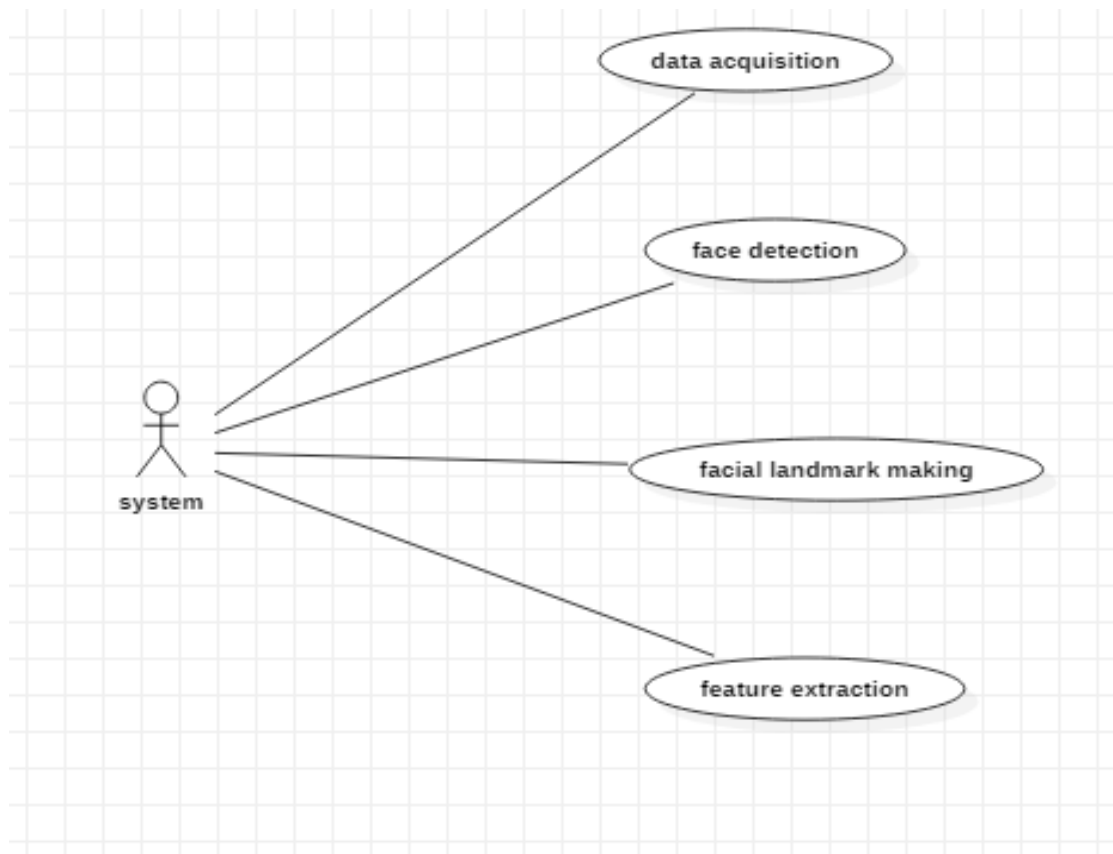 data acquisition
face detection
facial landmark making
system
feature extraction